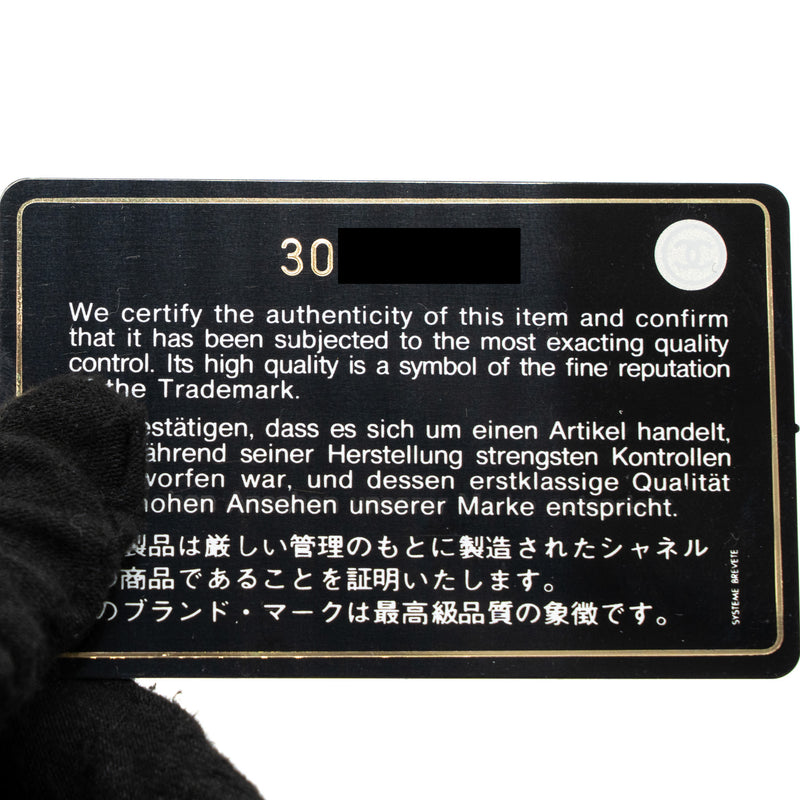 30
We certify the authenticity of this item and confirm
that it has been subjected to the most exacting quality
control. Its high quality is a symbol of the fine reputation
the Trademark.
dass es sich um einen Artikel handelt,
seiner Herstellung strengsten Kontrollen
war, und dessen erstklassige Qualität
Ansehen unserer Marke entspricht.
製品は厳しい管理のもとに製造されたシャネル
商品であることを証明いたします。
のブランド・マークは最高級品質の象徴です。
SYSTEME BREVETE